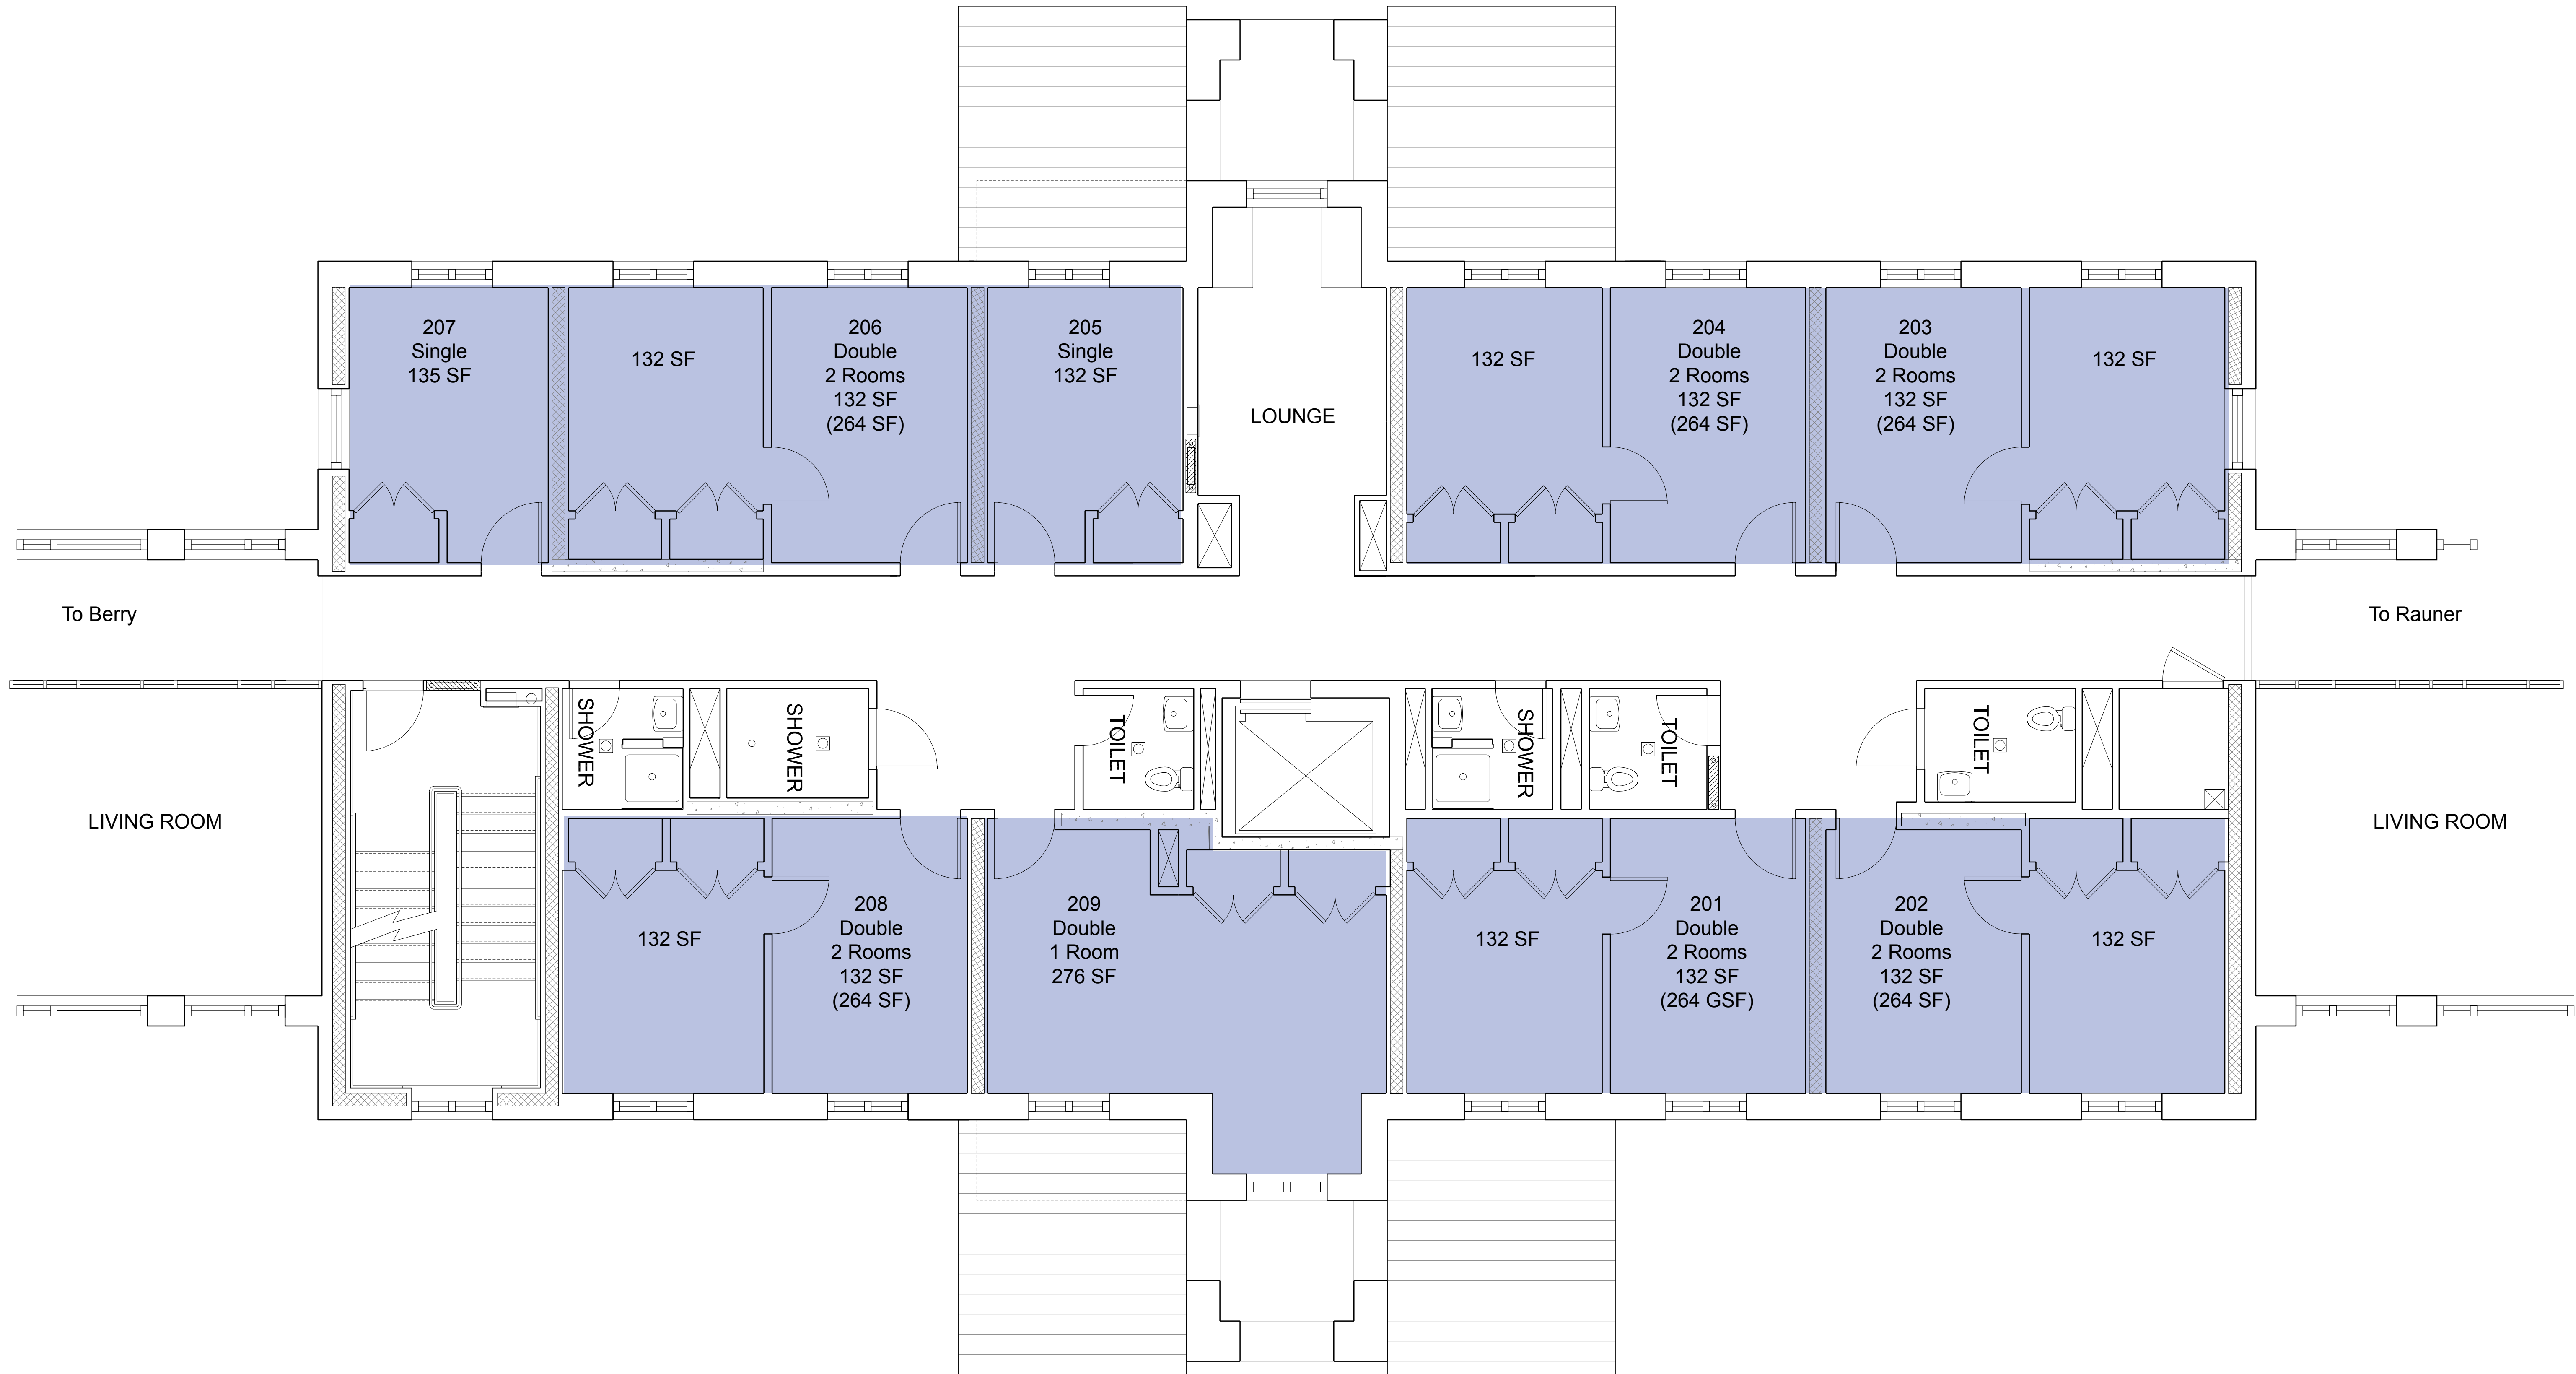 207
Single
135 SF
132 SF
206
Double
2 Rooms
132 SF
(264 SF)
205
Single
132 SF
LOUNGE
132 SF
204
Double
2 Rooms
132 SF
(264 SF)
203
Double
2 Rooms
132 SF
(264 SF)
132 SF
To Berry
To Rauner
LIVING ROOM
SHOWER
SHOWER
TOILET
SHOWER
TOILET
TOILET
LIVING ROOM
132 SF
208
Double
2 Rooms
132 SF
(264 SF)
209
Double
1 Room
276 SF
132 SF
201
Double
2 Rooms
132 SF
(264 GSF)
202
Double
2 Rooms
132 SF
(264 SF)
132 SF